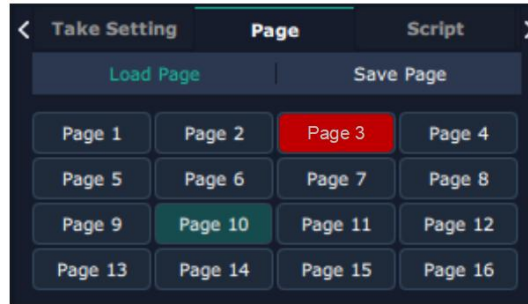 Take Setting Page Script
Load Page Save Page
Page 1 Page 2 Page 3 Page 4
Page 5 Page 6 Page 7 Page 8
Page 9 Page 10 Page 11 Page 12
Page 13 Page 14 Page 15 Page 16